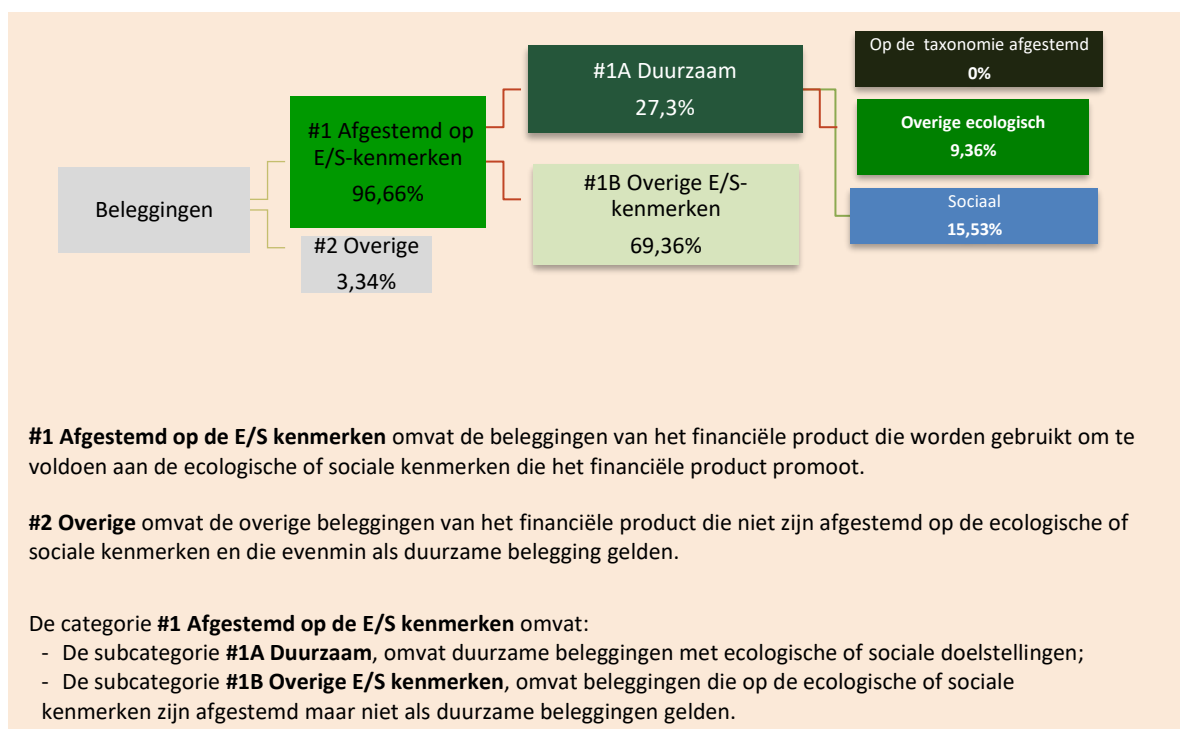 Beleggingen
#1 Afgestemd op
E/S-kenmerken
96,66%
#2 Overige
3,34%
#1A Duurzaam
27,3%
#1B Overige E/S-
kenmerken
69,36%
Op de taxonomie afgestemd
0%
Overige ecologisch
9,36%
Sociaal
15,53%
#1 Afgestemd op de E/S kenmerken omvat de beleggingen van het financiële product die worden gebruikt om te
voldoen aan de ecologische of sociale kenmerken die het financiële product promoot.
#2 Overige omvat de overige beleggingen van het financiële product die niet zijn afgestemd op de ecologische of
sociale kenmerken en die evenmin als duurzame belegging gelden.
De categorie #1 Afgestemd op de E/S kenmerken omvat:
- De subcategorie #1A Duurzaam, omvat duurzame beleggingen met ecologische of sociale doelstellingen;
- De subcategorie #1B Overige E/S kenmerken, omvat beleggingen die op de ecologische of sociale
kenmerken zijn afgestemd maar niet als duurzame beleggingen gelden.